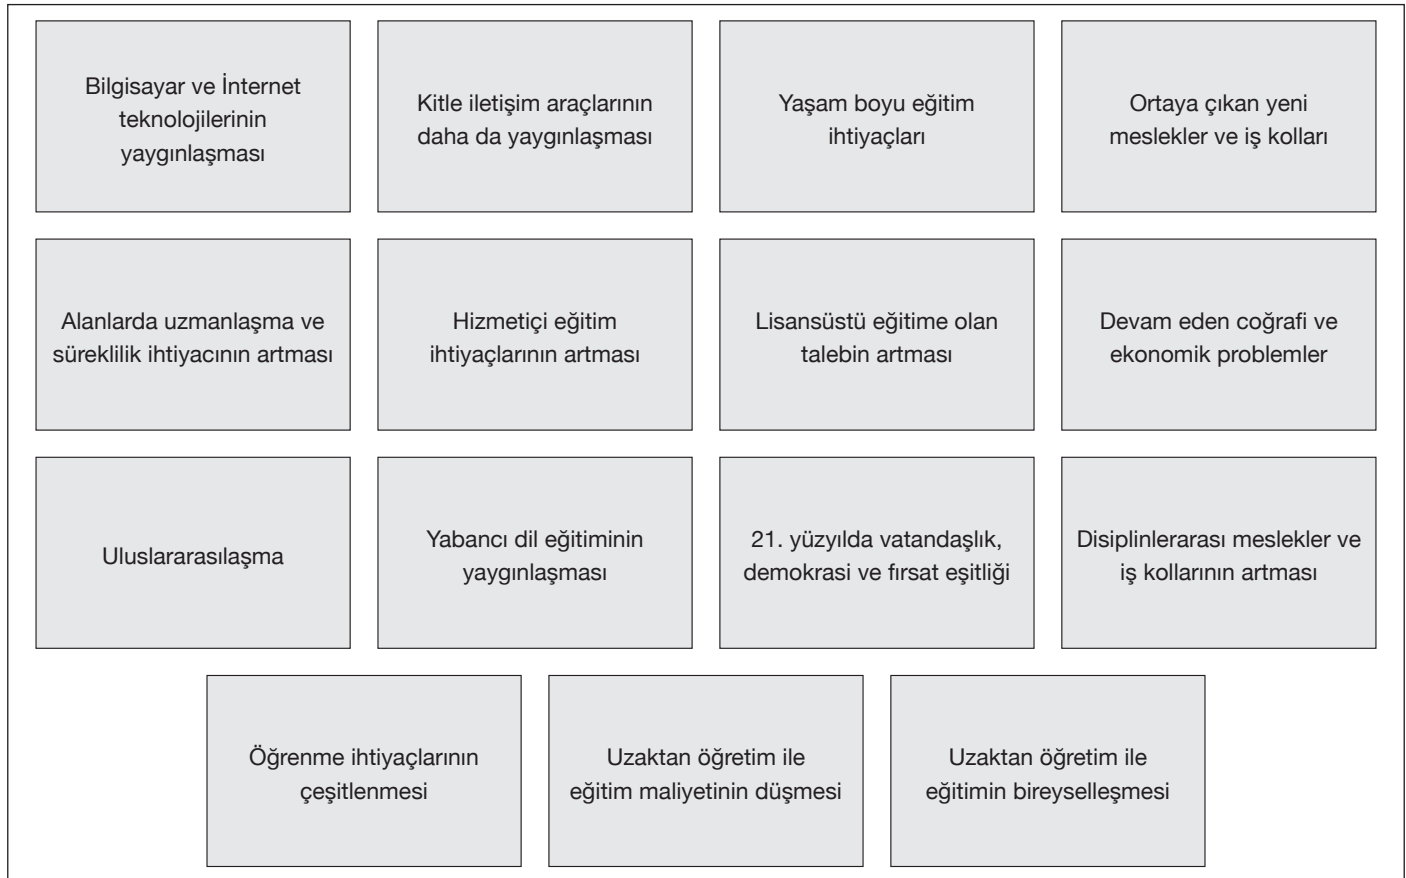 Bilgisayar ve İnternet
teknolojilerinin
yaygınlaşması
Kitle iletişim araçlarının
daha da yaygınlaşması
Yaşam boyu eğitim
ihtiyaçları
Ortaya çıkan yeni
meslekler ve iş kolları
Alanlarda uzmanlaşma ve
süreklilik ihtiyacının artması
Hizmetiçi eğitim
ihtiyaçlarının artması
Lisansüstü eğitime olan
talebin artması
Devam eden coğrafi ve
ekonomik problemler
Uluslararasılaşma
Yabancı dil eğitiminin
yaygınlaşması
21. yüzyılda vatandaşlık,
demokrasi ve fırsat eşitliği
Disiplinlerarası meslekler ve
iş kollarının artması
Öğrenme ihtiyaçlarının
çeşitlenmesi
Uzaktan öğretim ile
eğitim maliyetinin düşmesi
Uzaktan öğretim ile
eğitimin bireyselleşmesi